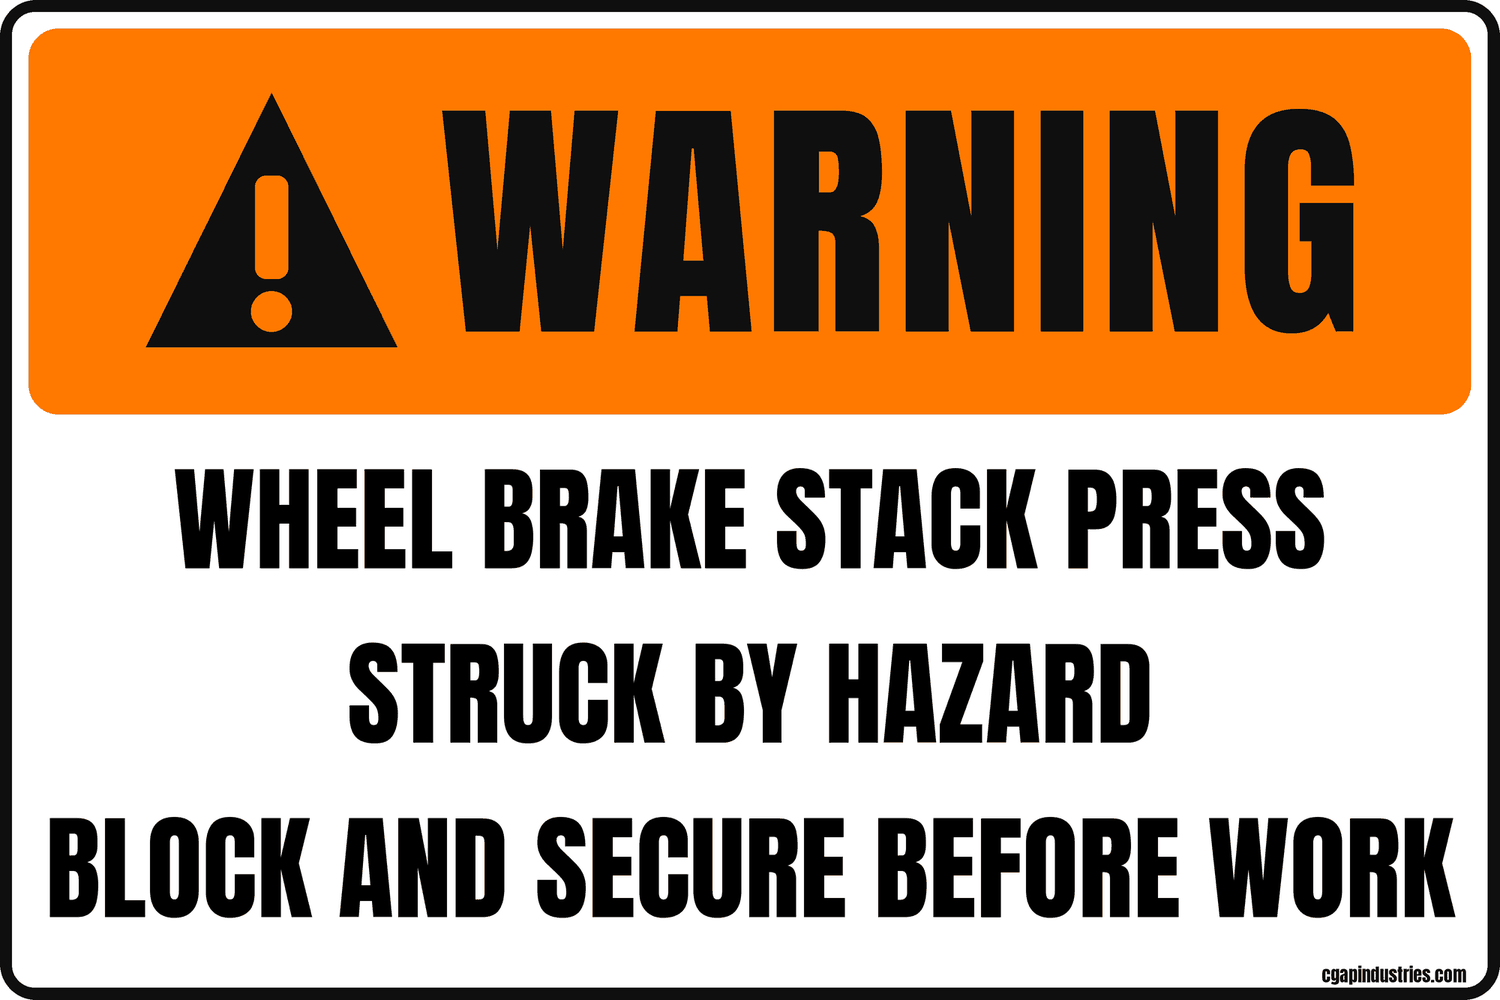 WARNING
WHEEL BRAKE STACK PRESS
STRUCK BY HAZARD
BLOCK AND SECURE BEFORE WORK
cgapindustries.com